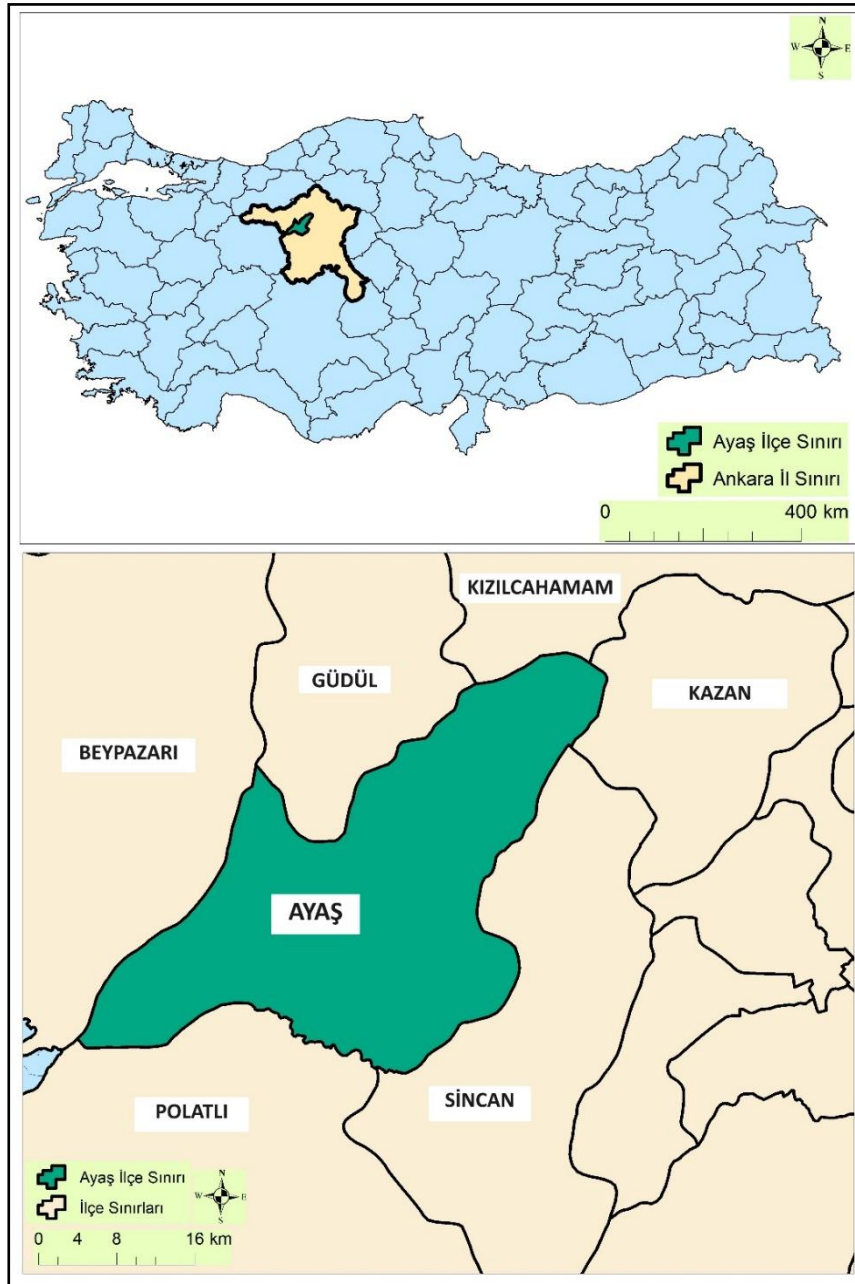 N
W E
S
Ayaş İlçe Sınırı
Ankara İl Sınırı
0 400 km
KIZILCAHAMAM
GÜDÜL
KAZAN
BEYPAZARI
AYAŞ
POLATLI
SİNCAN
Ayaş İlçe Sınırı
İlçe Sınırları
N
W E
S
0 4 8 16 km